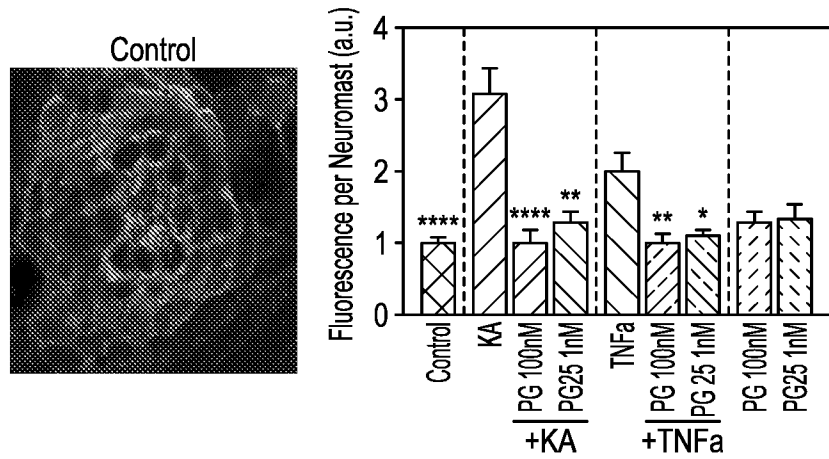 Control
Fluorescence per Neuromast (a.u.)
4
3
2
1
0
****
****
**
**
*
Control
KA
PG 100nM
PG25 1nM
TNFa
PG 100nM
PG 25 1nM
PG 100nM
PG25 1nM
+KA
+TNFa